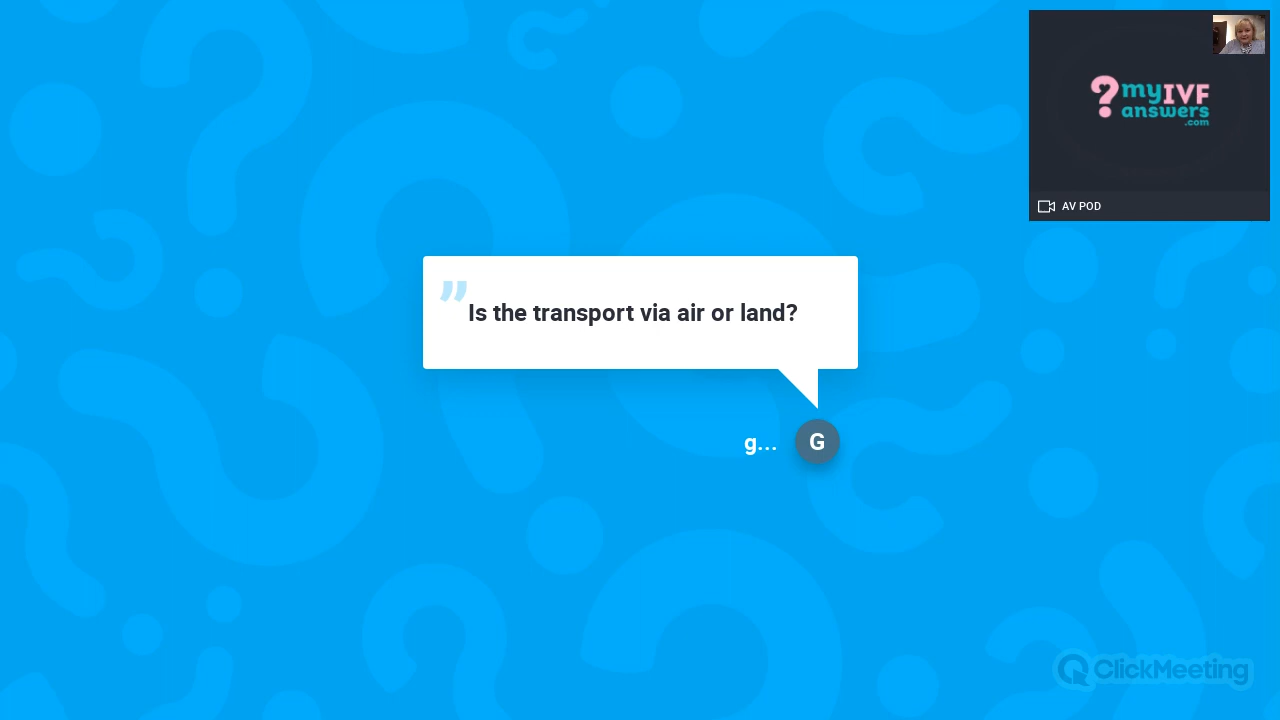 ?myIVF
answers
.com
AV POD
" Is the transport via air or land?
g...
G
ClickMeeting